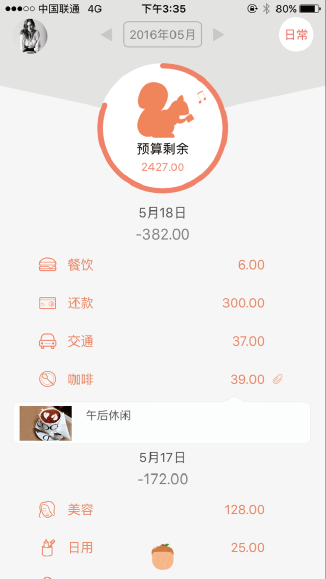 中国联通 4G 下午3:35 80%
2016年05月 日常
预算剩余
2427.00
5月18日
-382.00
餐饮 6.00
还款 300.00
交通 37.00
咖啡 39.00
午后休闲
5月17日
-172.00
美容 128.00
日用 25.00